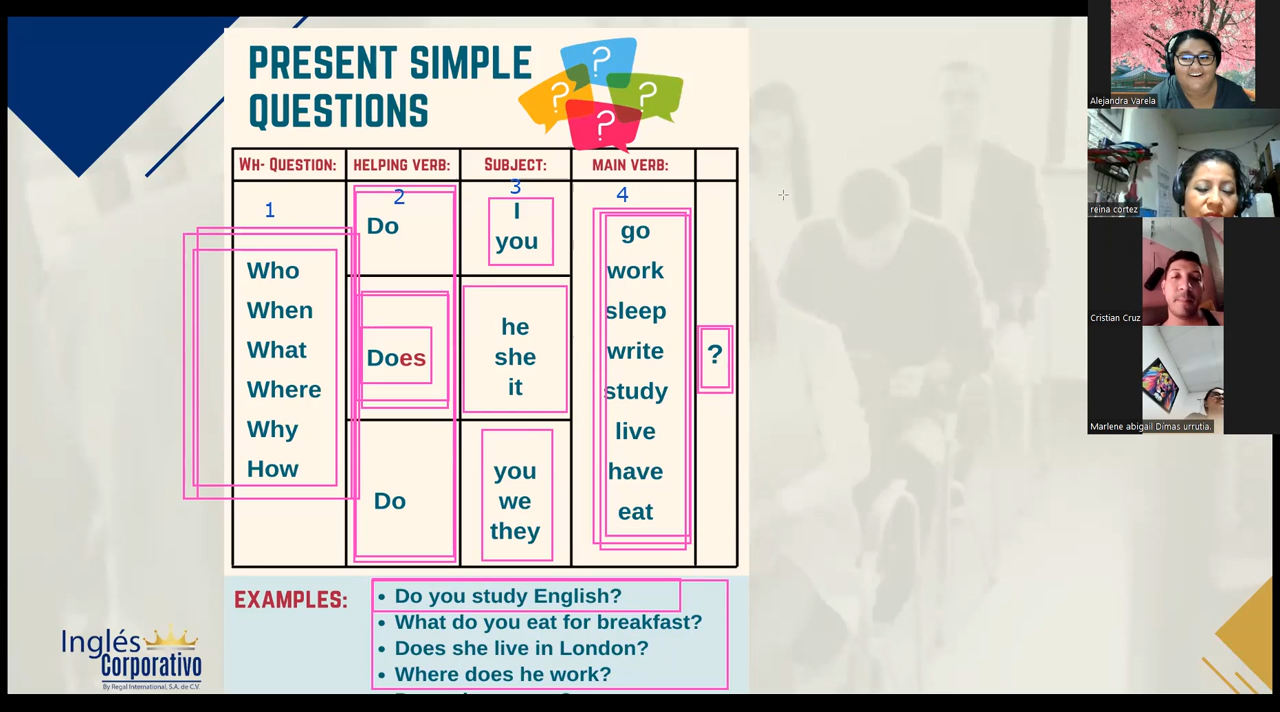 PRESENT SIMPLE
QUESTIONS
? ? ? ?
WH- QUESTION: HELPING VERB: SUBJECT: MAIN VERB:
1 2 3 4
Who
When
What
Where
Why
How
Do
Does
Do
I
you
he
she
it
you
we
they
go
work
sleep
write
study
live
have
eat
?
EXAMPLES:
• Do you study English?
• What do you eat for breakfast?
• Does she live in London?
• Where does he work?
Inglés
Corporativo
By Regal International, S.A. de C.V.
Alejandra Varela
reina cortez
Cristian Cruz
Marlene abigail Dimas urrutia.